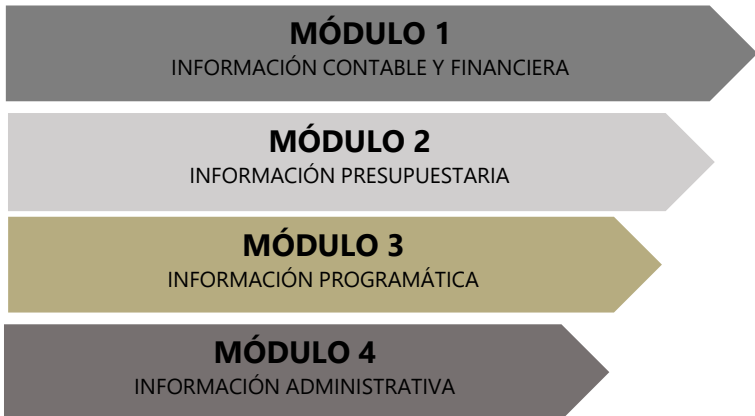 MÓDULO 1
INFORMACIÓN CONTABLE Y FINANCIERA
MÓDULO 2
INFORMACIÓN PRESUPUESTARIA
MÓDULO 3
INFORMACIÓN PROGRAMÁTICA
MÓDULO 4
INFORMACIÓN ADMINISTRATIVA